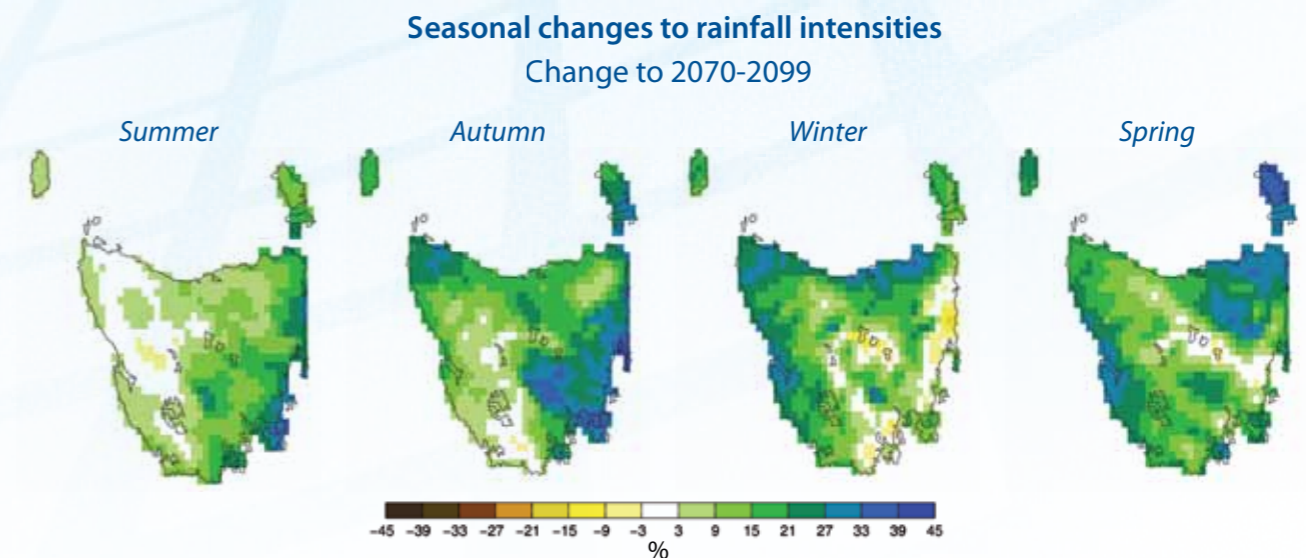 Seasonal changes to rainfall intensities
Change to 2070-2099
Summer Autumn Winter Spring
−45 −39 −33 −27 −21 −15 −9 −3 3 9 15 21 27 33 39 45
%